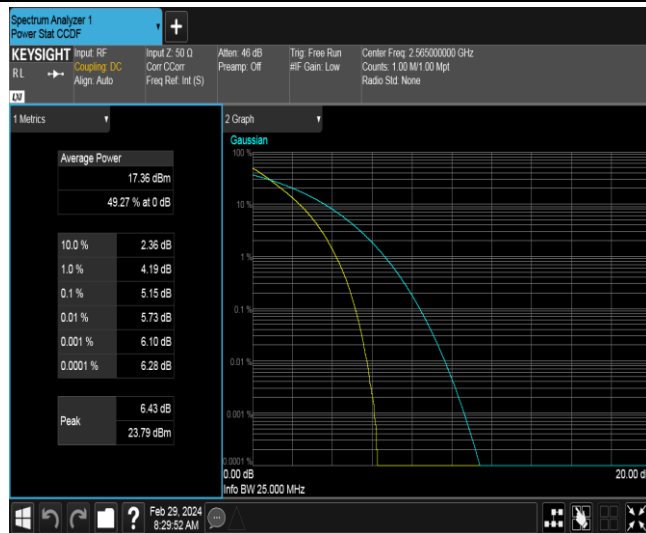 Spectrum Analyzer 1
Power Stat CCDF
+
KEYSIGHT
RL
Input: RF
Coupling: DC
Align: Auto
Input Z: 50 Ω
Corr CCorr
Freq Ref: Int (S)
Atten: 46 dB
Preamp: Off
Trig: Free Run
#IF Gain: Low
Center Freq: 2.565000000 GHz
Counts: 1.00 M/1.00 Mpt
Radio Std: None
1 Metrics
Average Power
17.36 dBm
49.27 % at 0 dB
10.0 % 2.36 dB
1.0 % 4.19 dB
0.1 % 5.15 dB
0.01 % 5.73 dB
0.001 % 6.10 dB
0.0001 % 6.28 dB
Peak
6.43 dB
23.79 dBm
2 Graph
Gaussian
100 %
10 %
1 %
0.1 %
0.01 %
0.001 %
0.0001 %
0.00 dB
20.00 d
Info BW 25.000 MHz
?
Feb 29, 2024
8:29:52 AM